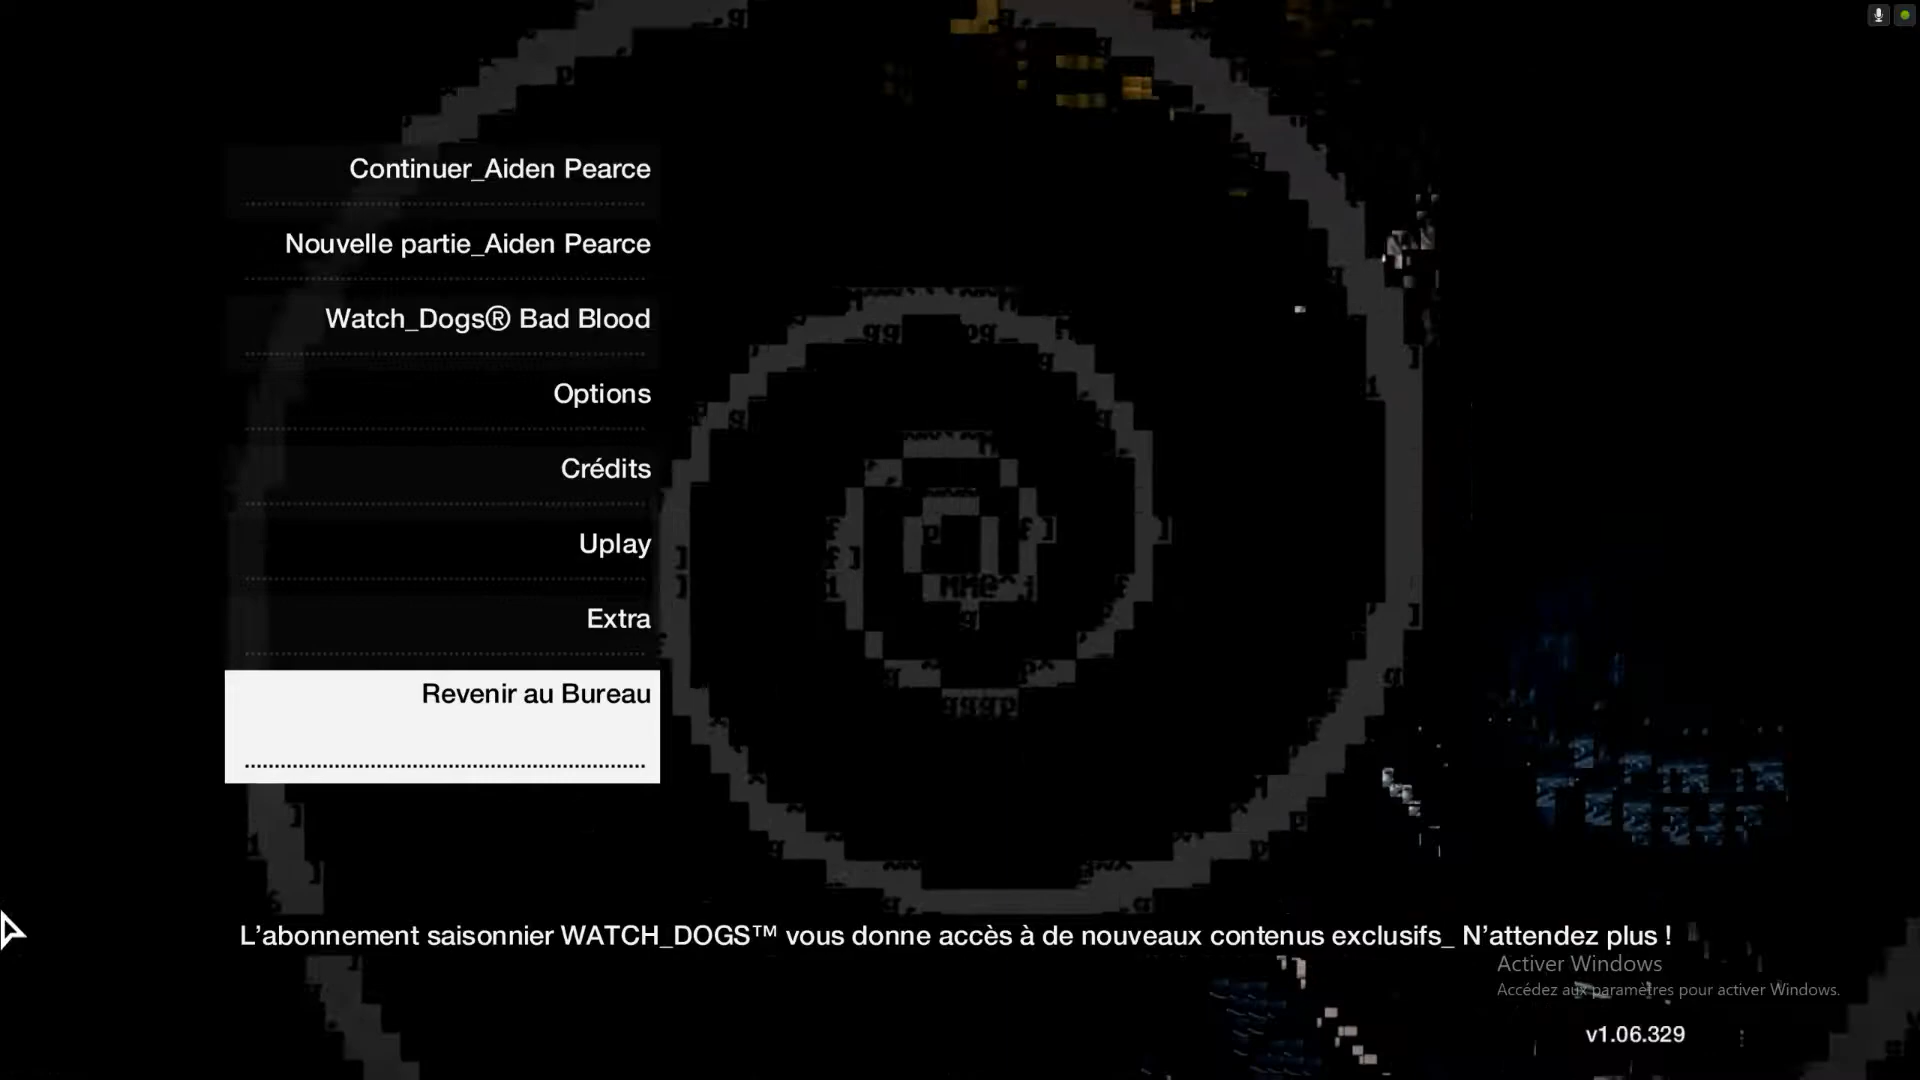 Continuer_Aiden Pearce
Nouvelle partie_Aiden Pearce
Watch_Dogs® Bad Blood
Options
Crédits
Uplay
Extra
Revenir au Bureau
L’abonnement saisonnier WATCH_DOGS™ vous donne accès à de nouveaux contenus exclusifs_ N’attendez plus !
Activer Windows
Accédez aux paramètres pour activer Windows.
v1.06.329